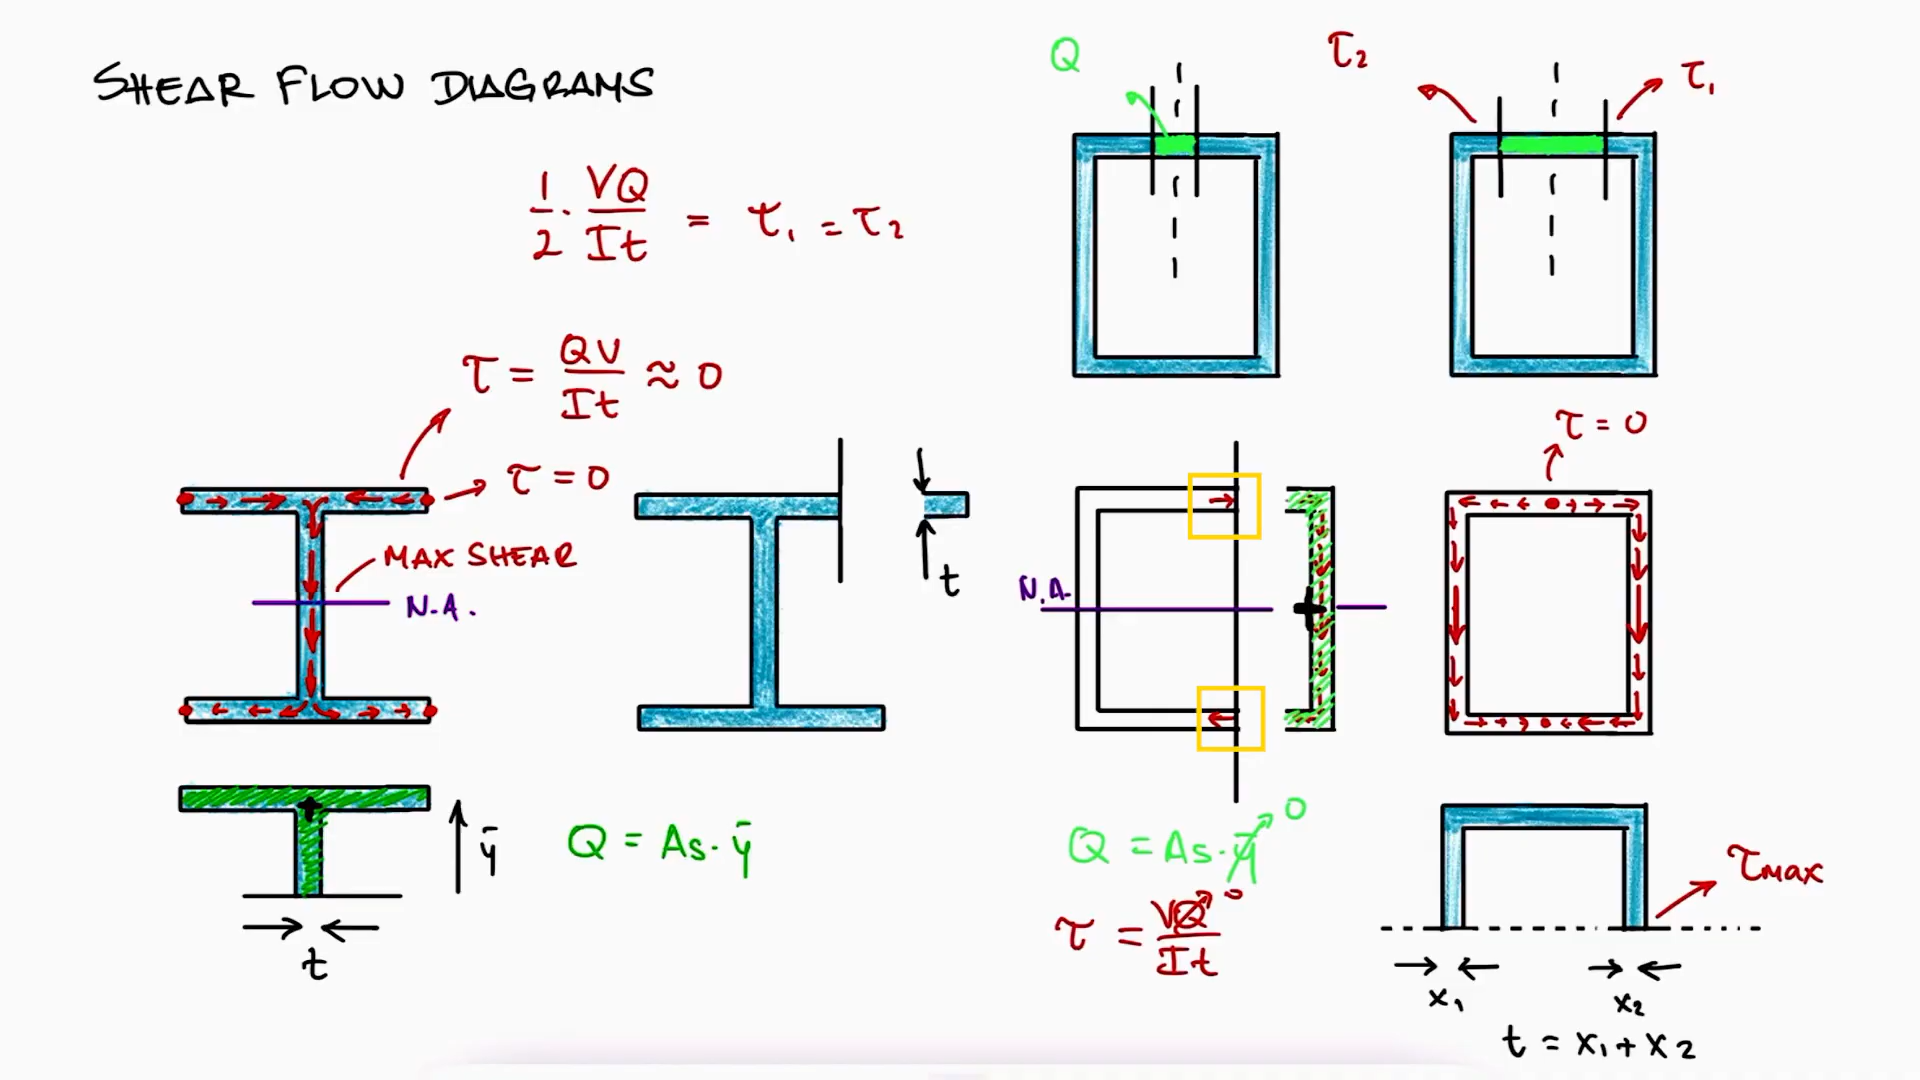 SHEAR FLOW DIAGRAMS
Q
τ₂
τ₁
1/2 · VQ/It = τ₁ = τ₂
τ = QV/It ≈ 0
τ = 0
MAX SHEAR
N.A.
t
N.A.
τ = 0
ȳ
Q = As · ȳ
t
Q = As · ȳ 0
τ = VQ/It 0
τMAX
x₁
x₂
t = x₁ + x₂